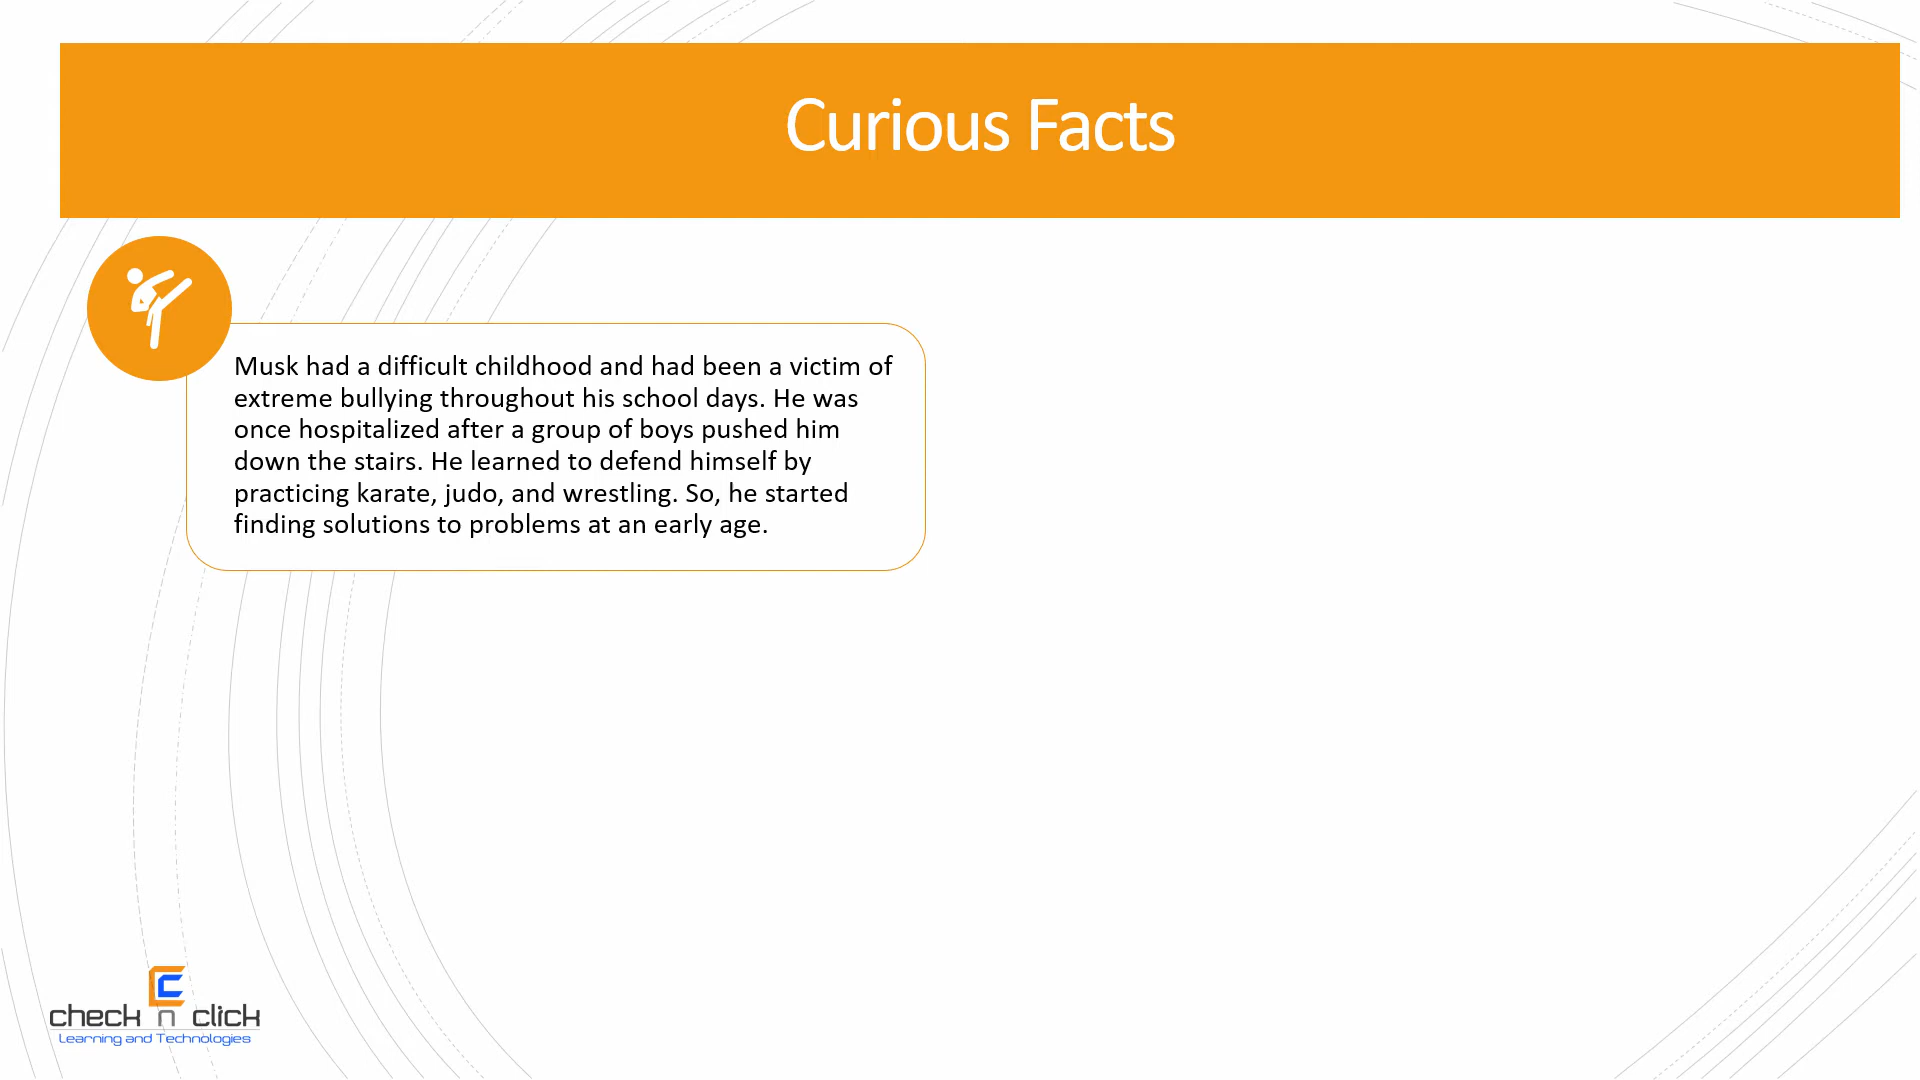 Curious Facts
Musk had a difficult childhood and had been a victim of
extreme bullying throughout his school days. He was
once hospitalized after a group of boys pushed him
down the stairs. He learned to defend himself by
practicing karate, judo, and wrestling. So, he started
finding solutions to problems at an early age.
check n click
Learning and Technologies